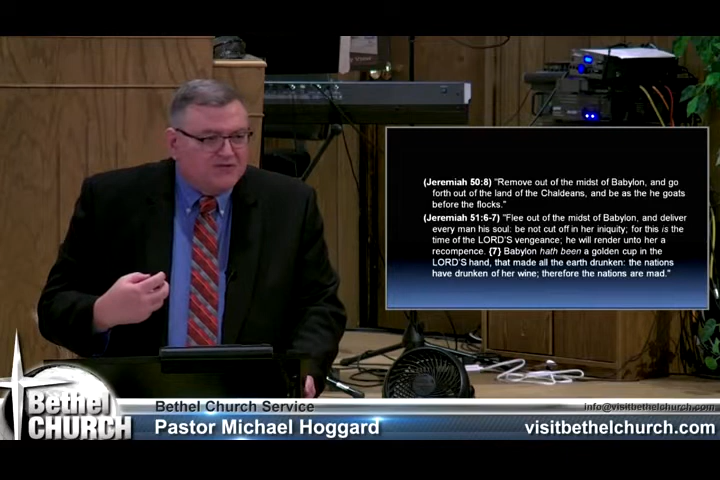 (Jeremiah 50:8) "Remove out of the midst of Babylon, and go
forth out of the land of the Chaldeans, and be as the he goats
before the flocks."
(Jeremiah 51:6-7) "Flee out of the midst of Babylon, and deliver
every man his soul: be not cut off in her iniquity; for this is the
time of the LORD'S vengeance; he will render unto her a
recompence. {7} Babylon hath been a golden cup in the
LORD'S hand, that made all the earth drunken: the nations
have drunken of her wine; therefore the nations are mad."
Bethel
CHURCH
Bethel Church Service
info@visitbethelchurch.com
Pastor Michael Hoggard
visitbethelchurch.com